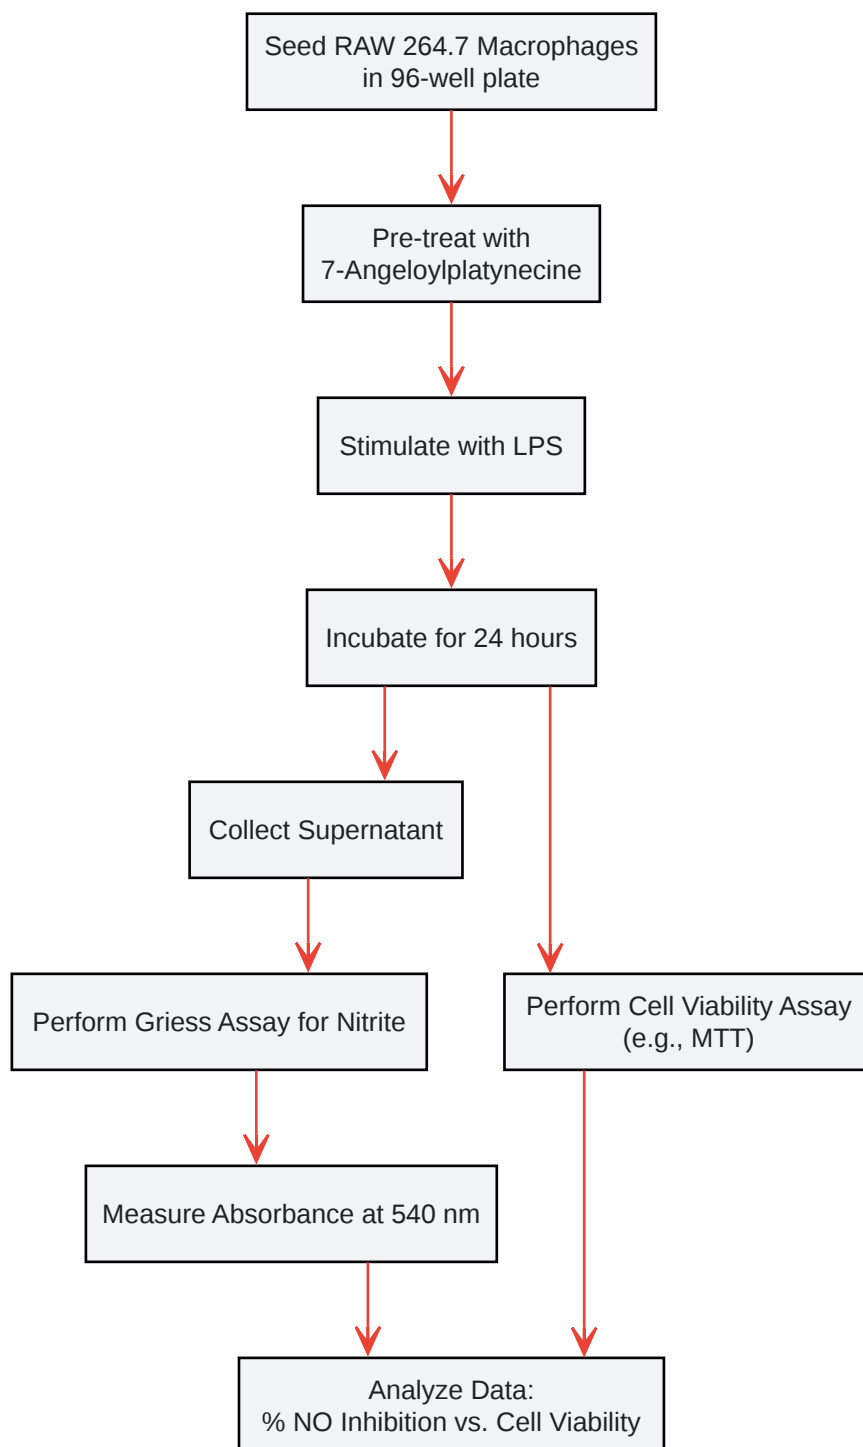 Seed RAW 264.7 Macrophages
in 96-well plate
Pre-treat with
7-Angeloylplatynecine
Stimulate with LPS
Incubate for 24 hours
Collect Supernatant
Perform Griess Assay for Nitrite
Perform Cell Viability Assay
(e.g., MTT)
Measure Absorbance at 540 nm
Analyze Data:
% NO Inhibition vs. Cell Viability